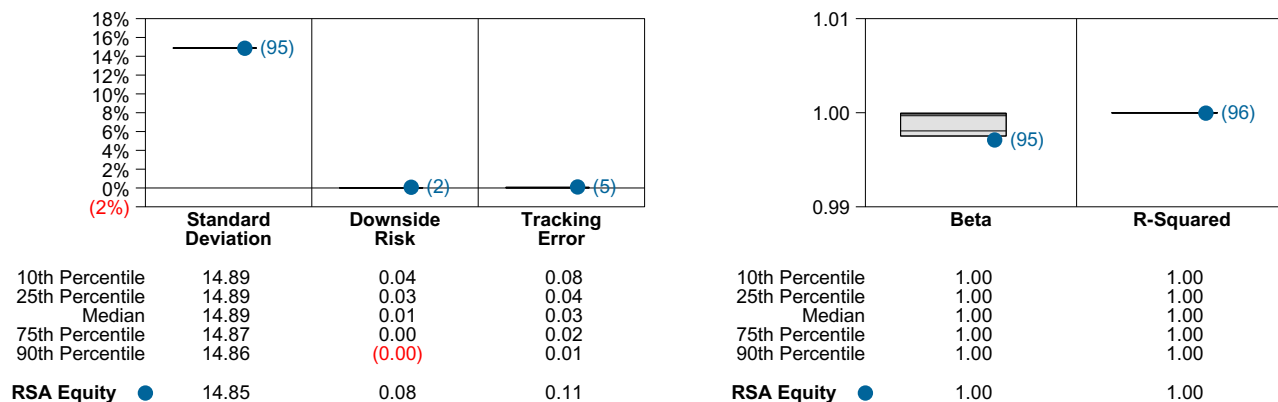 18%
16%
14%
12%
10%
8%
6%
4%
2%
0%
(2%)
(95)
(2)
(5)
Standard Deviation
Downside Risk
Tracking Error
10th Percentile 14.89 0.04 0.08
25th Percentile 14.89 0.03 0.04
Median 14.89 0.01 0.03
75th Percentile 14.87 0.00 0.02
90th Percentile 14.86 (0.00) 0.01
RSA Equity 14.85 0.08 0.11
1.01
1.00
0.99
(95)
(96)
Beta R-Squared
10th Percentile 1.00 1.00
25th Percentile 1.00 1.00
Median 1.00 1.00
75th Percentile 1.00 1.00
90th Percentile 1.00 1.00
RSA Equity 1.00 1.00